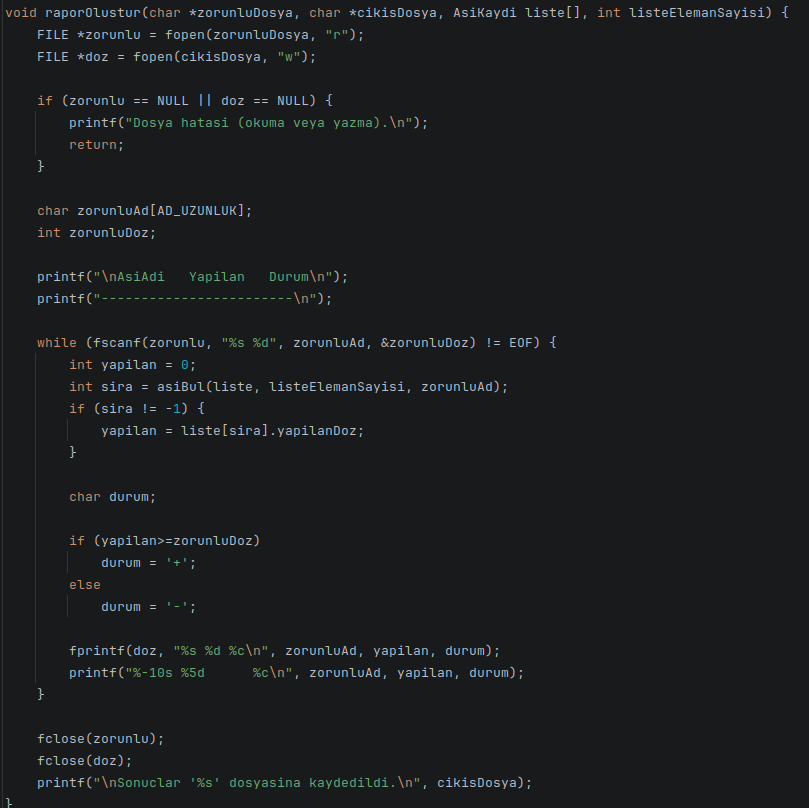 void raporOlustur(char *zorunluDosya, char *cikisDosya, AsiKaydi liste[], int listeElemanSayisi) {
    FILE *zorunlu = fopen(zorunluDosya, "r");
    FILE *doz = fopen(cikisDosya, "w");

    if (zorunlu == NULL || doz == NULL) {
        printf("Dosya hatasi (okuma veya yazma).\n");
        return;
    }

    char zorunluAd[AD_UZUNLUK];
    int zorunluDoz;

    printf("\nAsiAdi   Yapilan   Durum\n");
    printf("------------------------\n");

    while (fscanf(zorunlu, "%s %d", zorunluAd, &zorunluDoz) != EOF) {
        int yapilan = 0;
        int sira = asiBul(liste, listeElemanSayisi, zorunluAd);
        if (sira != -1) {
            yapilan = liste[sira].yapilanDoz;
        }

        char durum;

        if (yapilan>=zorunluDoz)
            durum = '+';
        else
            durum = '-';

        fprintf(doz, "%s %d %c\n", zorunluAd, yapilan, durum);
        printf("%-10s %5d      %c\n", zorunluAd, yapilan, durum);
    }

    fclose(zorunlu);
    fclose(doz);
    printf("\nSonuclar '%s' dosyasina kaydedildi.\n", cikisDosya);
}